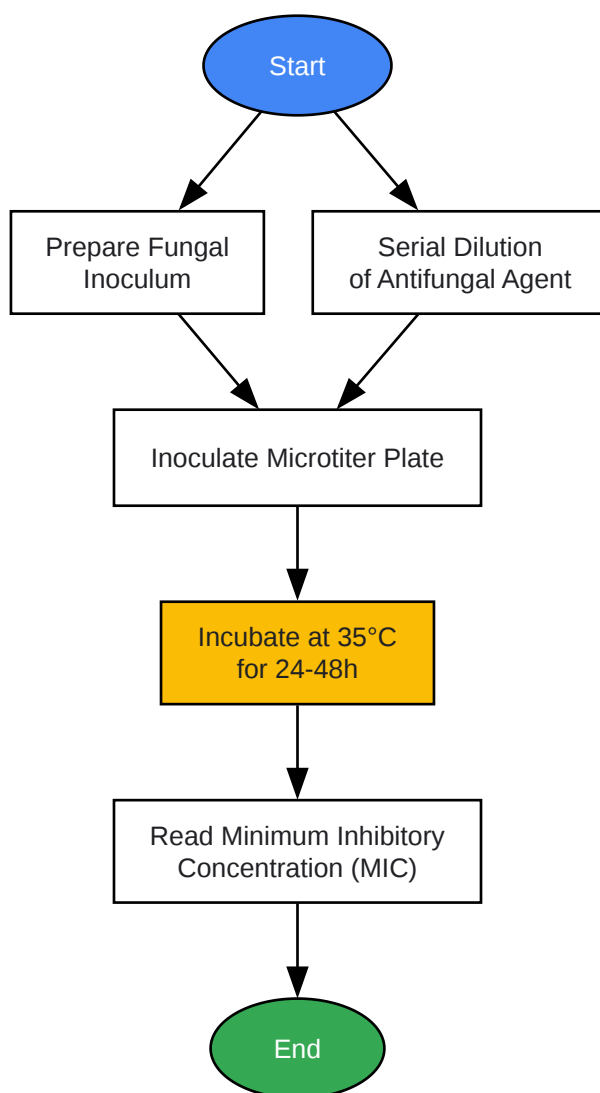 Start
Prepare Fungal
Inoculum
Serial Dilution
of Antifungal Agent
Inoculate Microtiter Plate
Incubate at 35°C
for 24-48h
Read Minimum Inhibitory
Concentration (MIC)
End